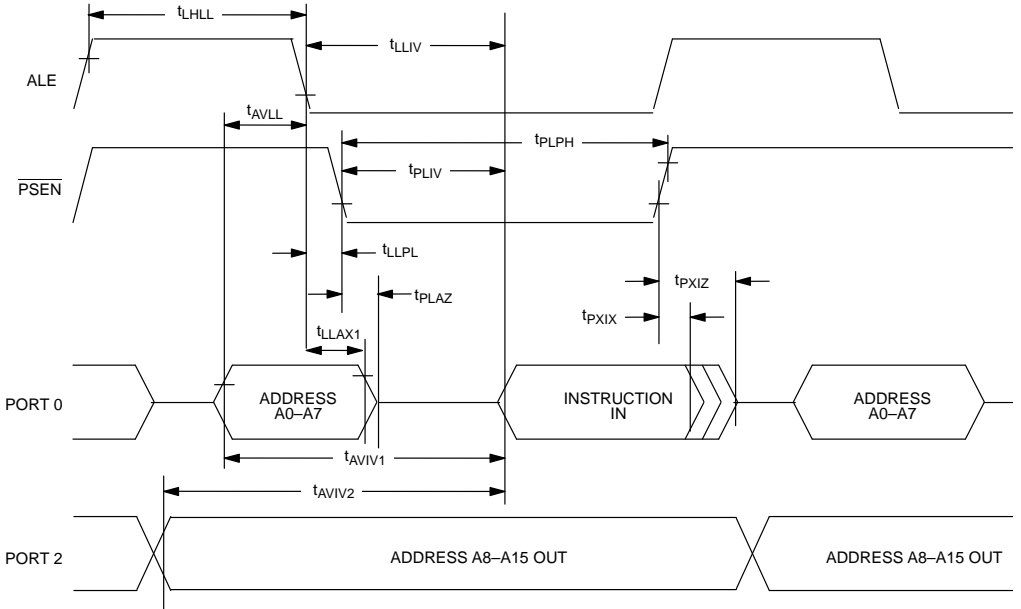 tLHLL
tLLIV
ALE
tAVLL
tPLPH
PSEN
tPLIV
tLLPL
tPLAZ
tPXIZ
tPXIX
tLLAX1
PORT 0
ADDRESS
A0–A7
INSTRUCTION
IN
ADDRESS
A0–A7
tAVIV1
tAVIV2
PORT 2
ADDRESS A8–A15 OUT
ADDRESS A8–A15 OUT